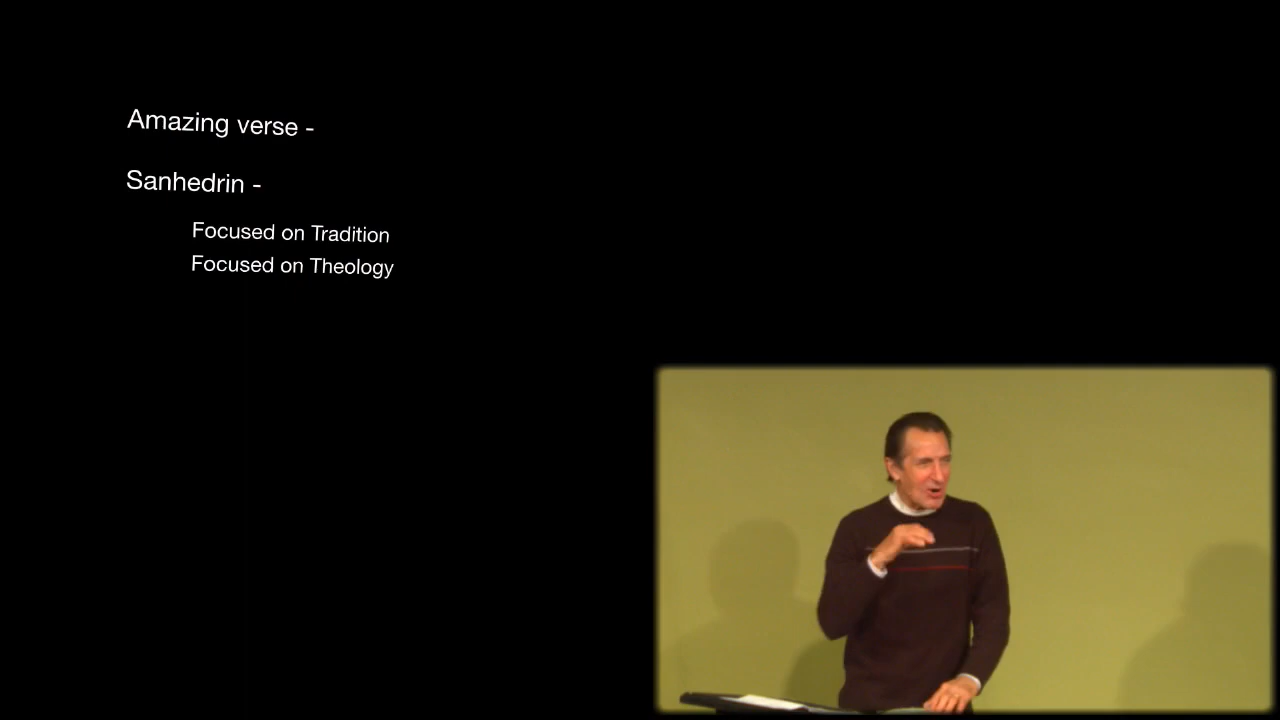 Amazing verse -
Sanhedrin -
Focused on Tradition
Focused on Theology